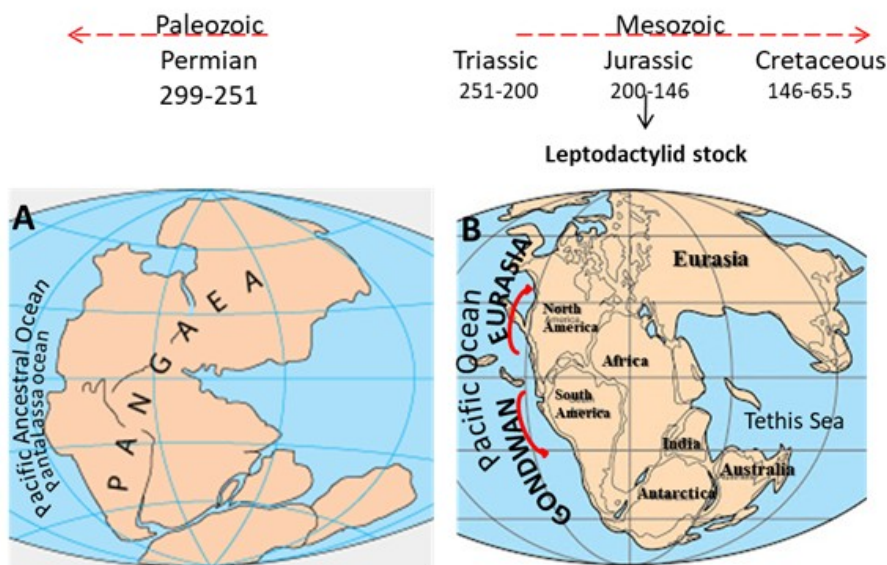 Paleozoic
Permian
299-251
Mesozoic
Triassic
251-200
Jurassic
200-146
Cretaceous
146-65.5
Leptodactylid stock
A
PANGAEA
Pacific Ancestral Ocean
Pantalassa ocean
B
EURASIA
Pacific Ocean
GONDWAN
Eurasia
North
America
America
Africa
South
America
America
India
Tethis Sea
Australia
Antarctica